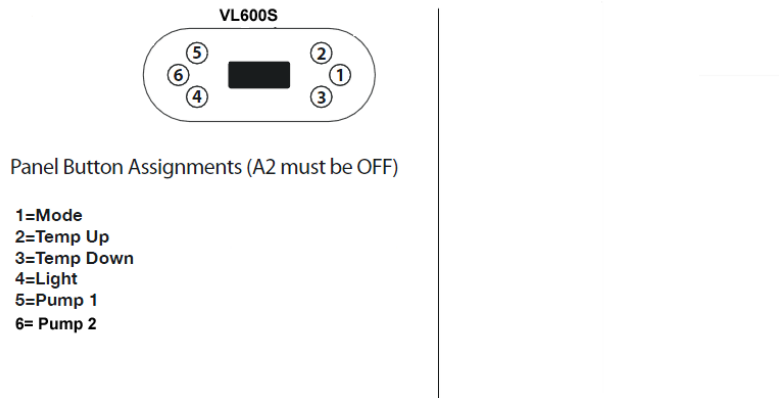 VL600S
5
2
6
1
4
3
Panel Button Assignments (A2 must be OFF)
1=Mode
2=Temp Up
3=Temp Down
4=Light
5=Pump 1
6= Pump 2